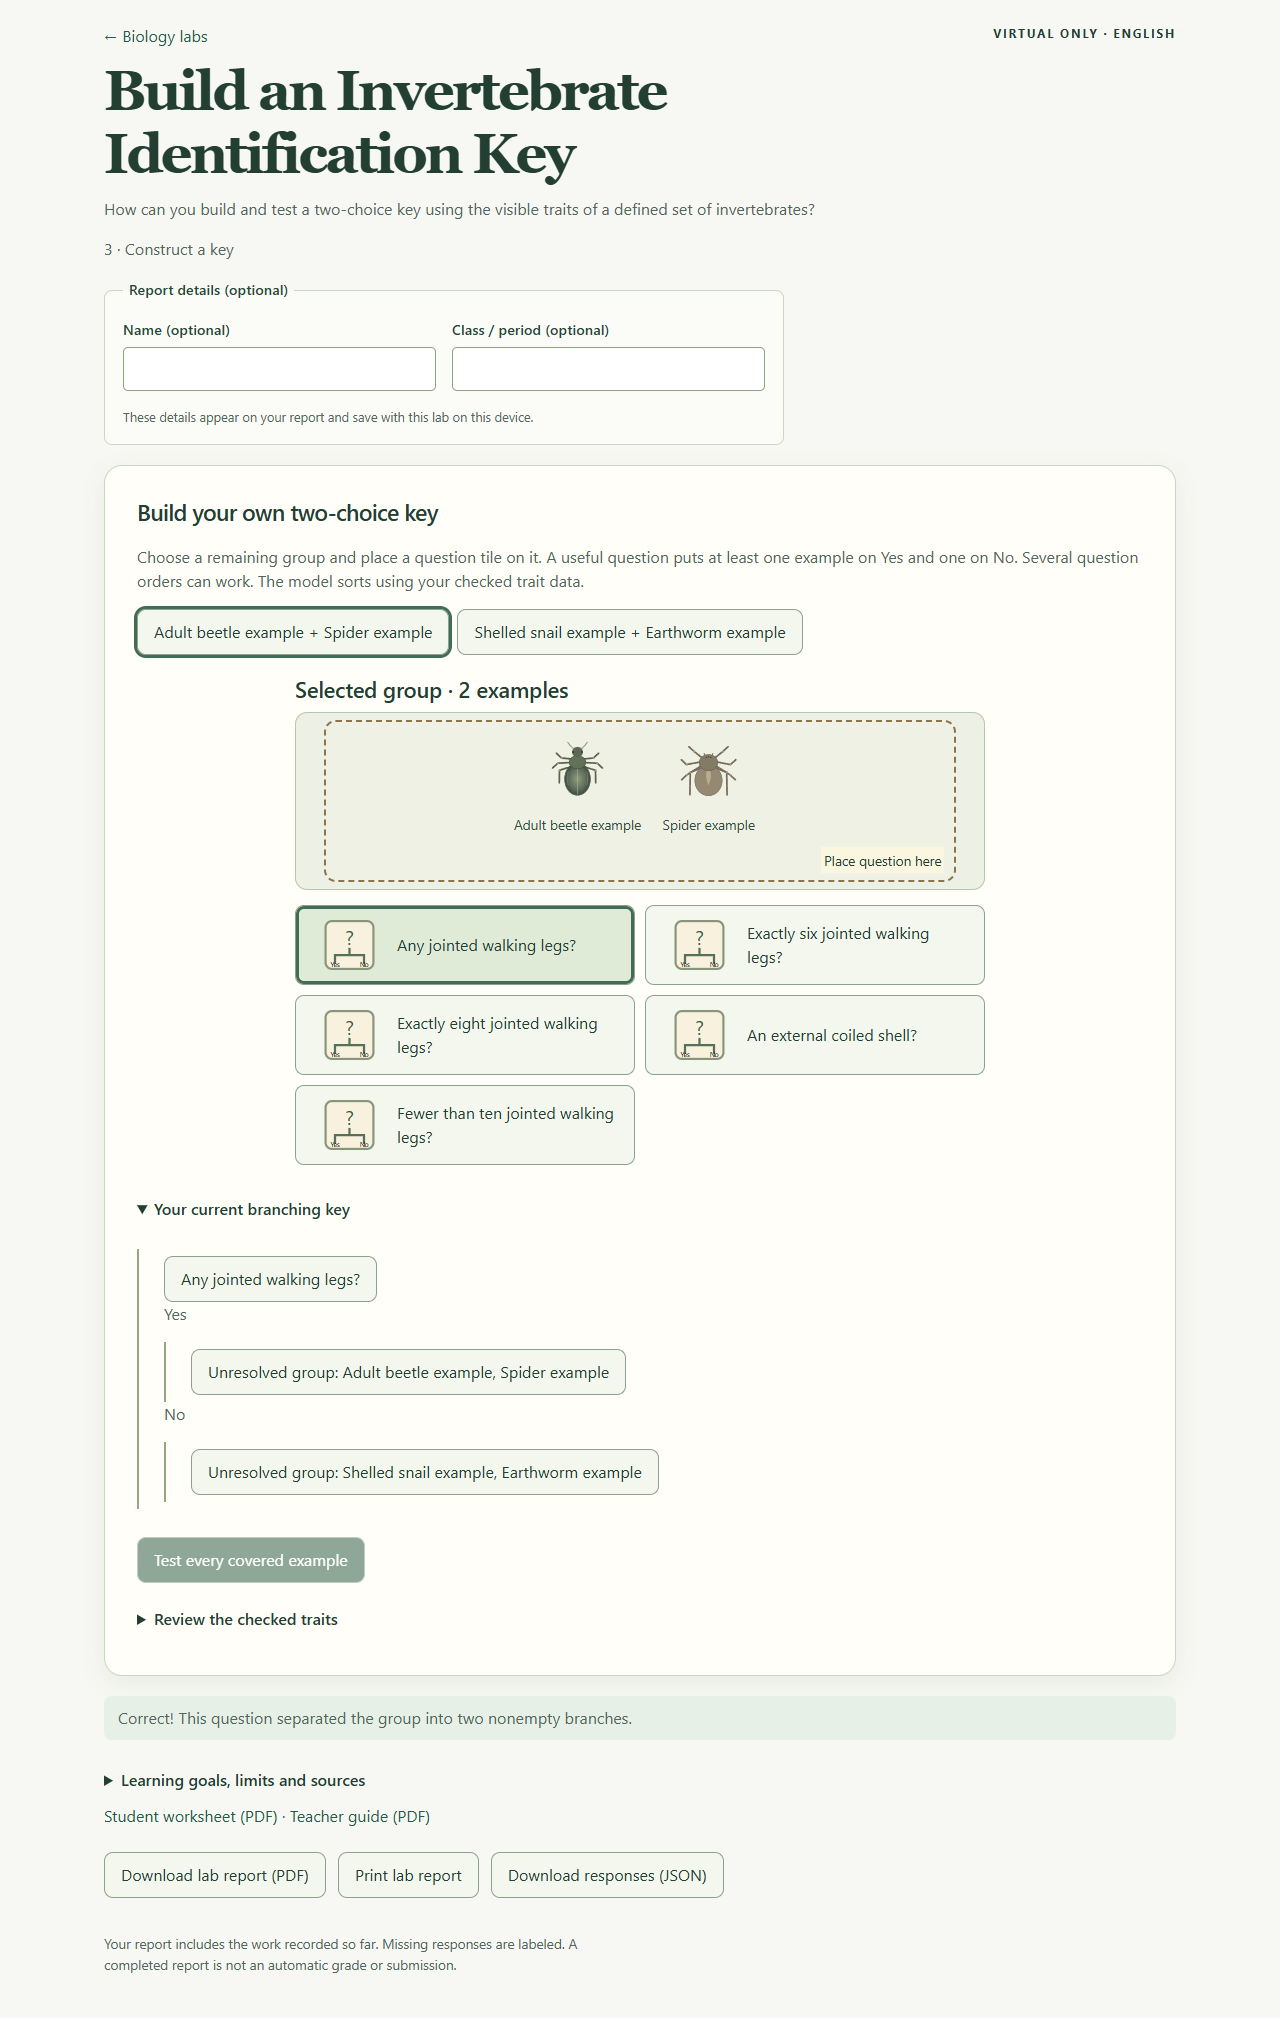 ← Biology labs
VIRTUAL ONLY · ENGLISH
Build an Invertebrate
Identification Key
How can you build and test a two-choice key using the visible traits of a defined set of invertebrates?
3 · Construct a key
Report details (optional)
Name (optional)
Class / period (optional)
These details appear on your report and save with this lab on this device.
Build your own two-choice key
Choose a remaining group and place a question tile on it. A useful question puts at least one example on Yes and one on No. Several question
orders can work. The model sorts using your checked trait data.
Adult beetle example + Spider example
Shelled snail example + Earthworm example
Selected group · 2 examples
Adult beetle example
Spider example
Place question here
?
Yes No
Any jointed walking legs?
?
Yes No
Exactly six jointed walking
legs?
?
Yes No
Exactly eight jointed walking
legs?
?
Yes No
An external coiled shell?
?
Yes No
Fewer than ten jointed walking
legs?
▼ Your current branching key
Any jointed walking legs?
Yes
Unresolved group: Adult beetle example, Spider example
No
Unresolved group: Shelled snail example, Earthworm example
Test every covered example
▶ Review the checked traits
Correct! This question separated the group into two nonempty branches.
▶ Learning goals, limits and sources
Student worksheet (PDF) · Teacher guide (PDF)
Download lab report (PDF)
Print lab report
Download responses (JSON)
Your report includes the work recorded so far. Missing responses are labeled. A
completed report is not an automatic grade or submission.